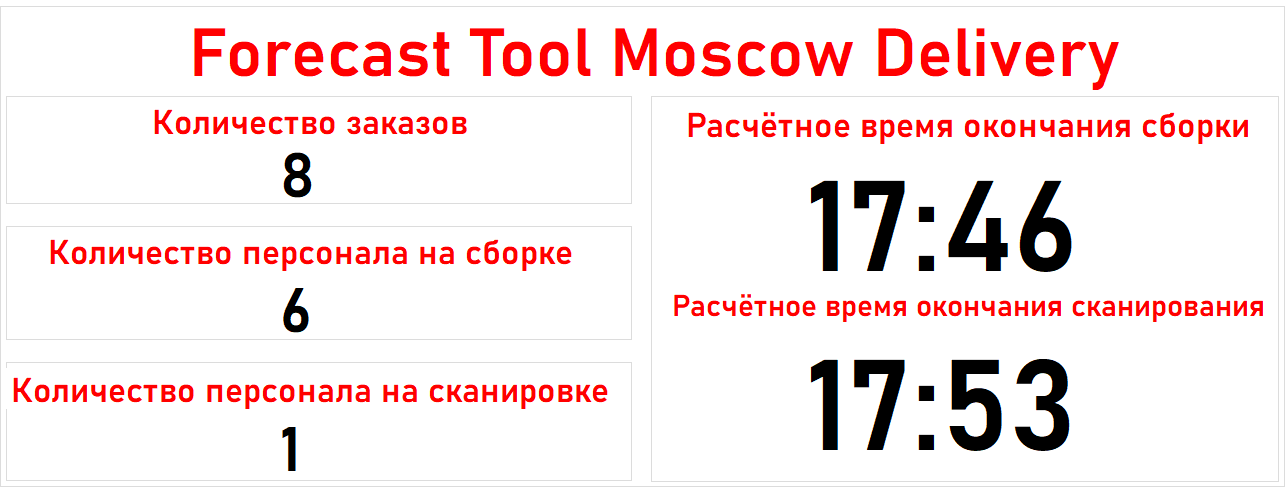 Forecast Tool Moscow Delivery
Количество заказов
8
Количество персонала на сборке
6
Количество персонала на сканировке
1
Расчётное время окончания сборки
17:46
Расчётное время окончания сканирования
17:53